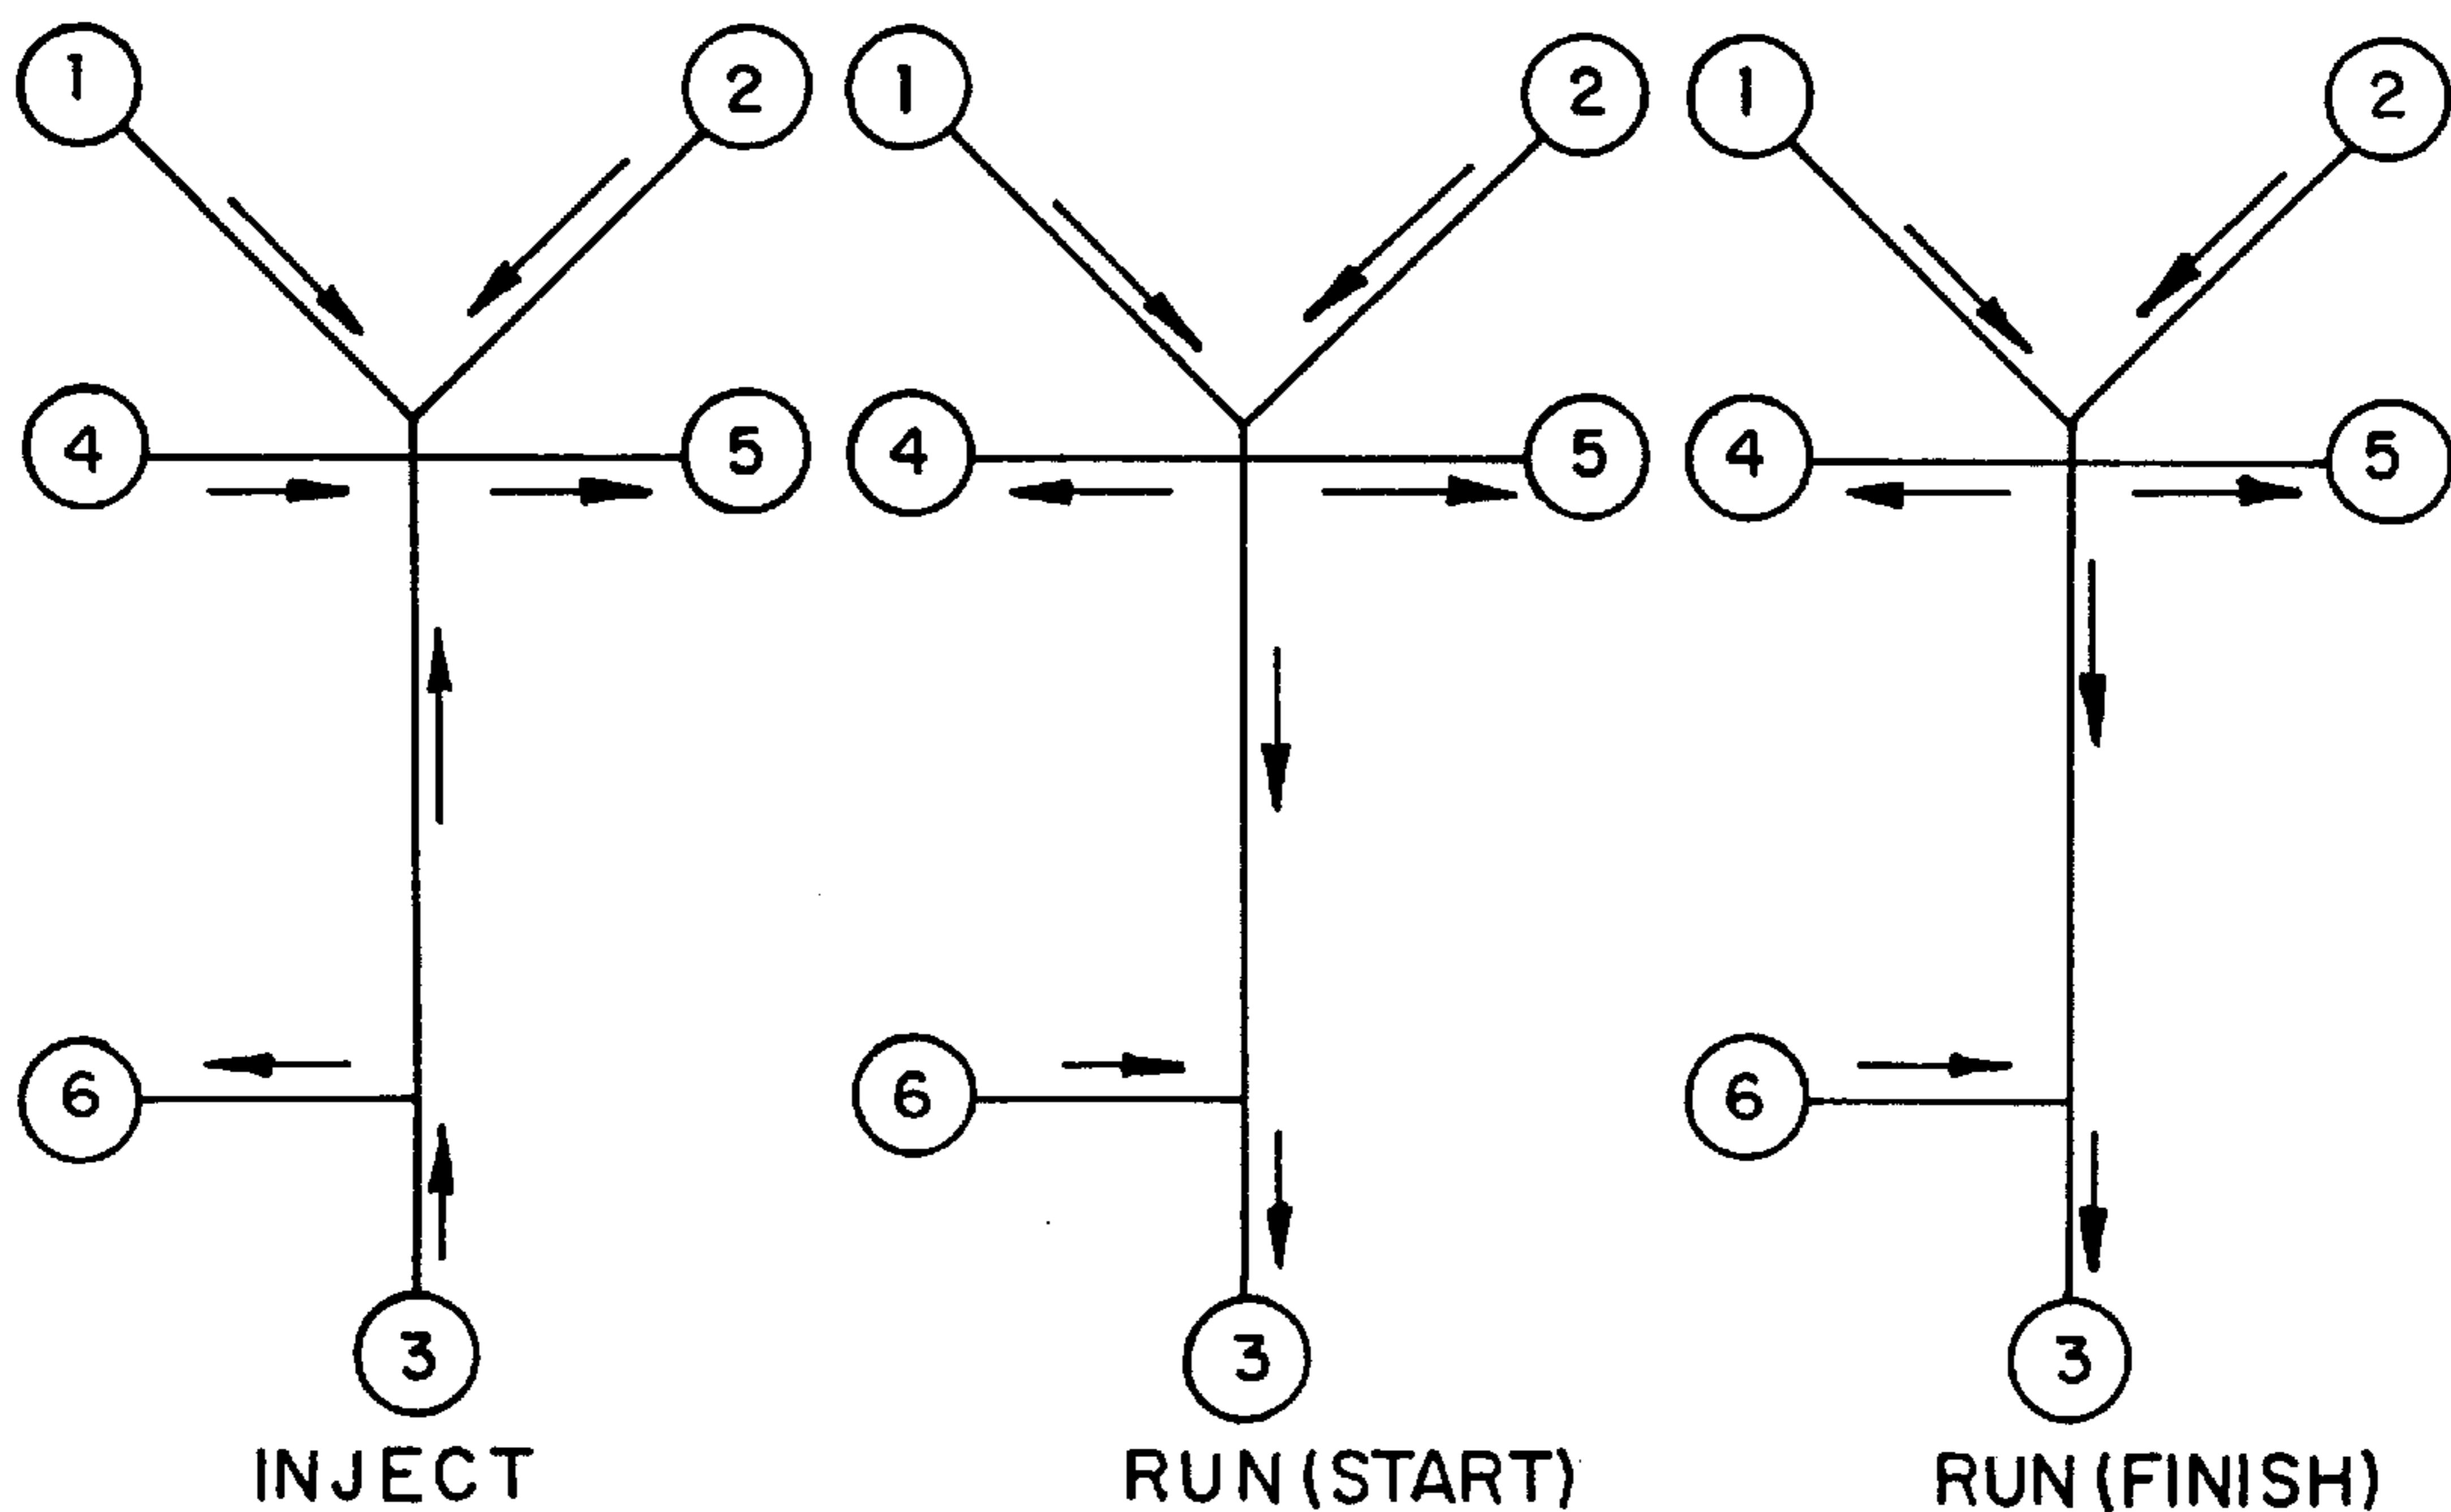 1 2 1 2 1 2
4 5 4 5 4 5
6 6 6
3 3 3
INJECT RUN(START) RUN(FINISH)